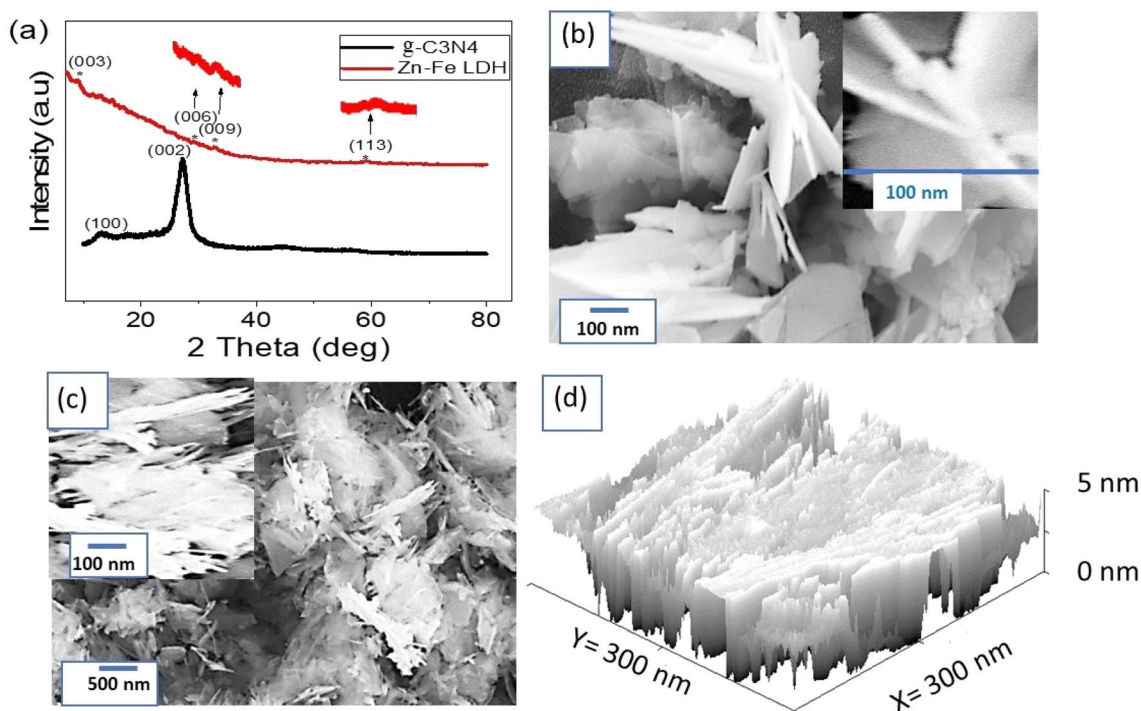 (a)
g-C3N4
Zn-Fe LDH
(003)
*
(006)
*
(009)
*
(113)
*
(002)
(100)
Intensity (a.u)
20
40
60
80
2 Theta (deg)
(b)
100 nm
100 nm
(c)
100 nm
500 nm
(d)
5 nm
0 nm
Y= 300 nm
X= 300 nm